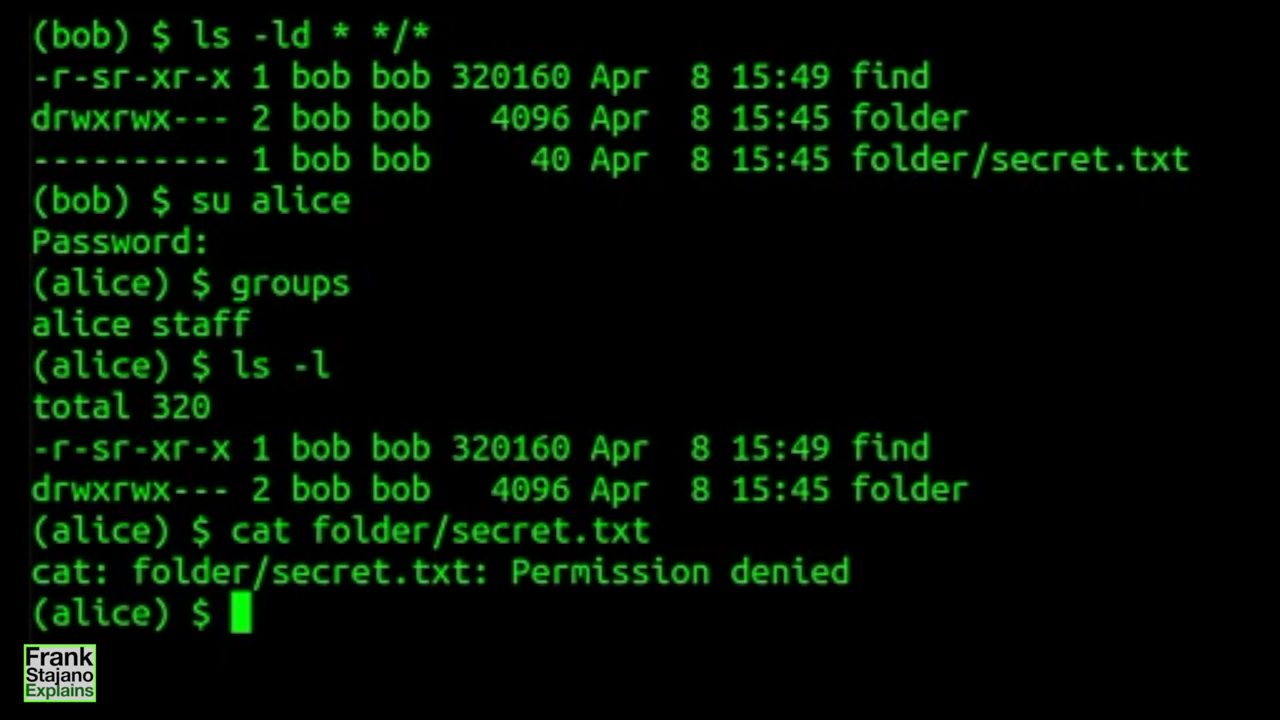 (bob) $ ls -ld * */*
-r-sr-xr-x 1 bob bob 320160 Apr  8 15:49 find
drwxrwx--- 2 bob bob   4096 Apr  8 15:45 folder
---------- 1 bob bob     40 Apr  8 15:45 folder/secret.txt
(bob) $ su alice
Password:
(alice) $ groups
alice staff
(alice) $ ls -l
total 320
-r-sr-xr-x 1 bob bob 320160 Apr  8 15:49 find
drwxrwx--- 2 bob bob   4096 Apr  8 15:45 folder
(alice) $ cat folder/secret.txt
cat: folder/secret.txt: Permission denied
(alice) $
Frank
Stajano
Explains